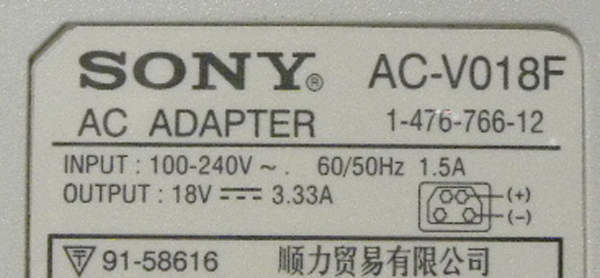 SONY® AC-V018F
AC ADAPTER 1-476-766-12
INPUT : 100-240V ~ . 60/50Hz 1.5A
OUTPUT : 18V ⎓ 3.33A
(+)
(−)
〒 91-58616 顺力贸易有限公司